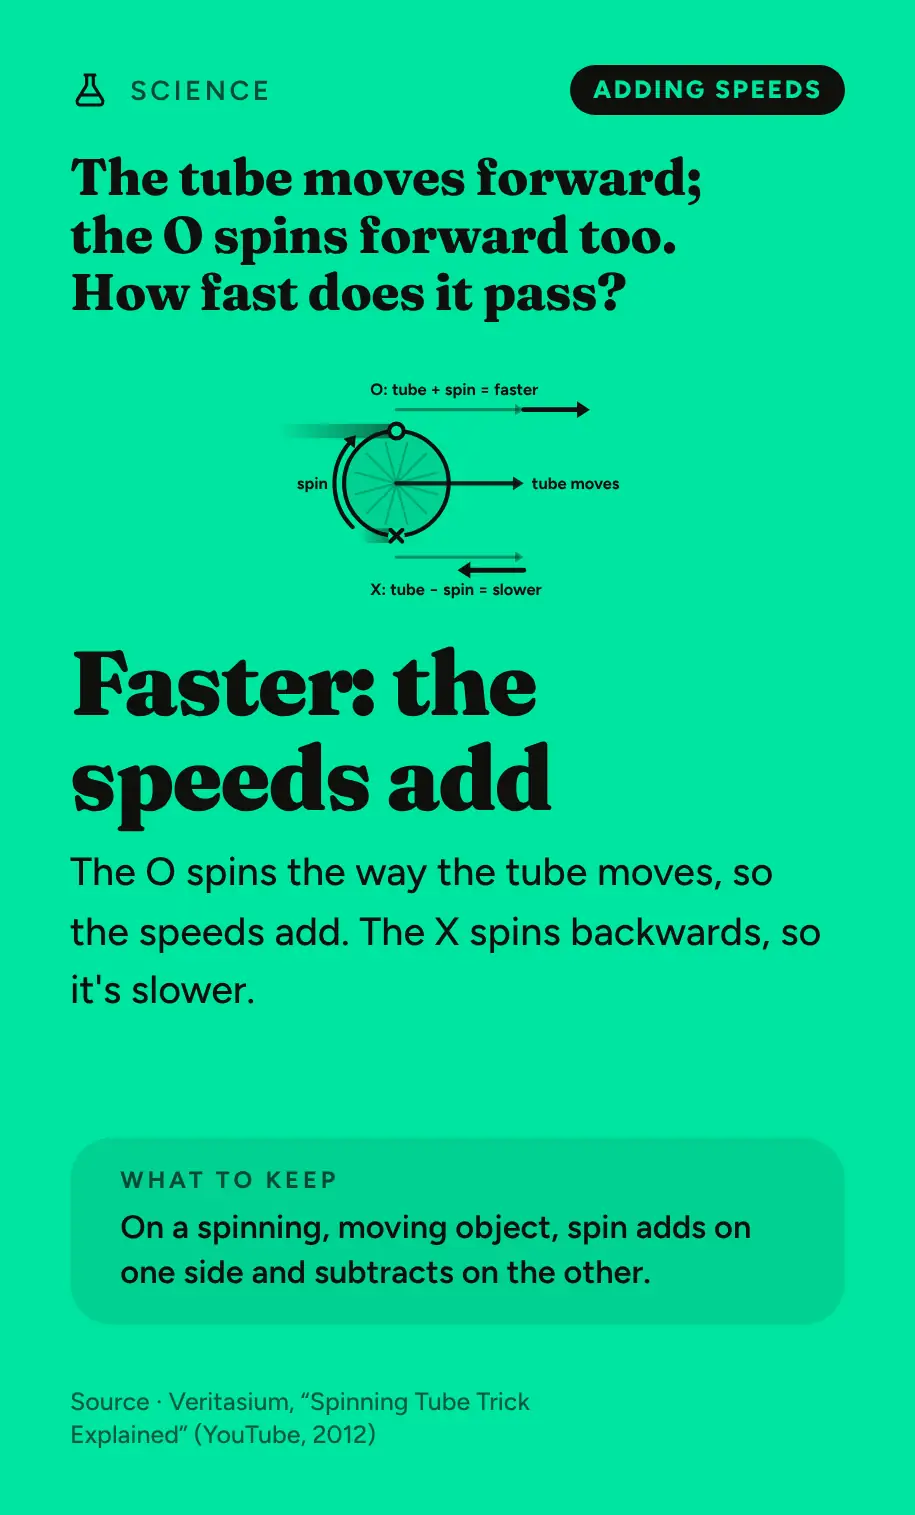 SCIENCE
ADDING SPEEDS
The tube moves forward;
the O spins forward too.
How fast does it pass?
O: tube + spin = faster
spin
tube moves
X: tube - spin = slower
Faster: the
speeds add
The O spins the way the tube moves, so
the speeds add. The X spins backwards, so
it's slower.
WHAT TO KEEP
On a spinning, moving object, spin adds on
one side and subtracts on the other.
Source · Veritasium, “Spinning Tube Trick
Explained” (YouTube, 2012)